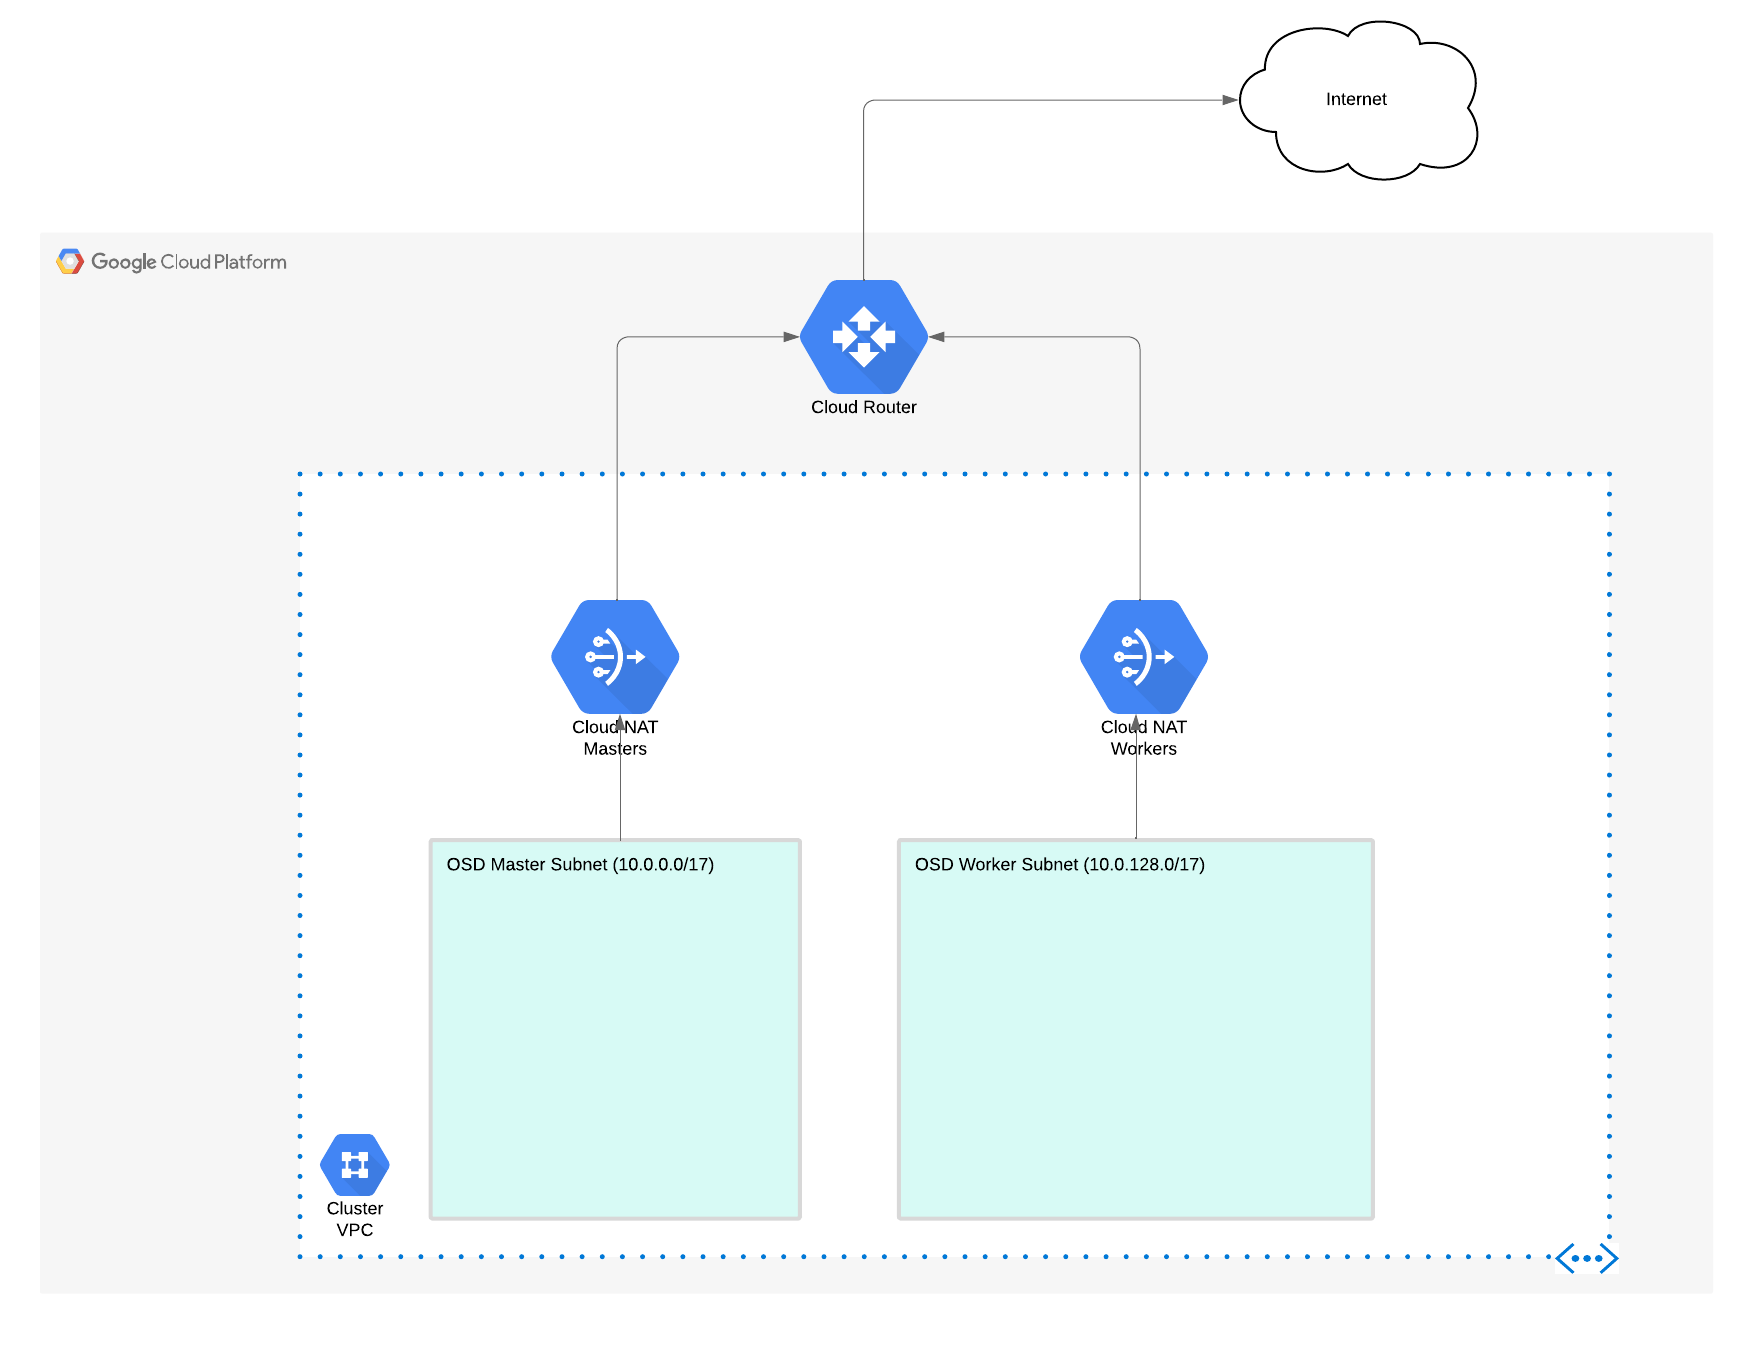 Internet
Google Cloud Platform
Cloud Router
Cloud NAT
Masters
Cloud NAT
Workers
OSD Master Subnet (10.0.0.0/17)
OSD Worker Subnet (10.0.128.0/17)
Cluster
VPC